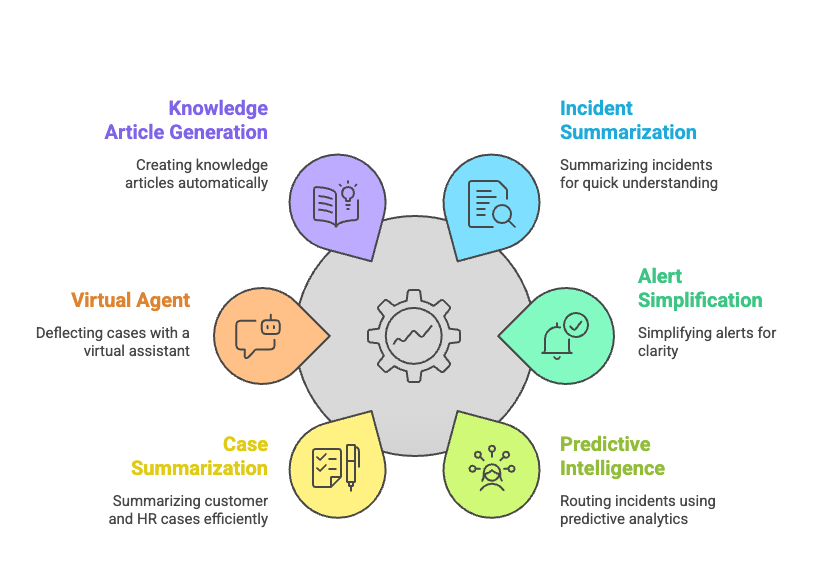 Knowledge
Article Generation
Creating knowledge
articles automatically
Incident
Summarization
Summarizing incidents
for quick understanding
Virtual Agent
Deflecting cases with a
virtual assistant
Alert
Simplification
Simplifying alerts for
clarity
Case
Summarization
Summarizing customer
and HR cases efficiently
Predictive
Intelligence
Routing incidents using
predictive analytics